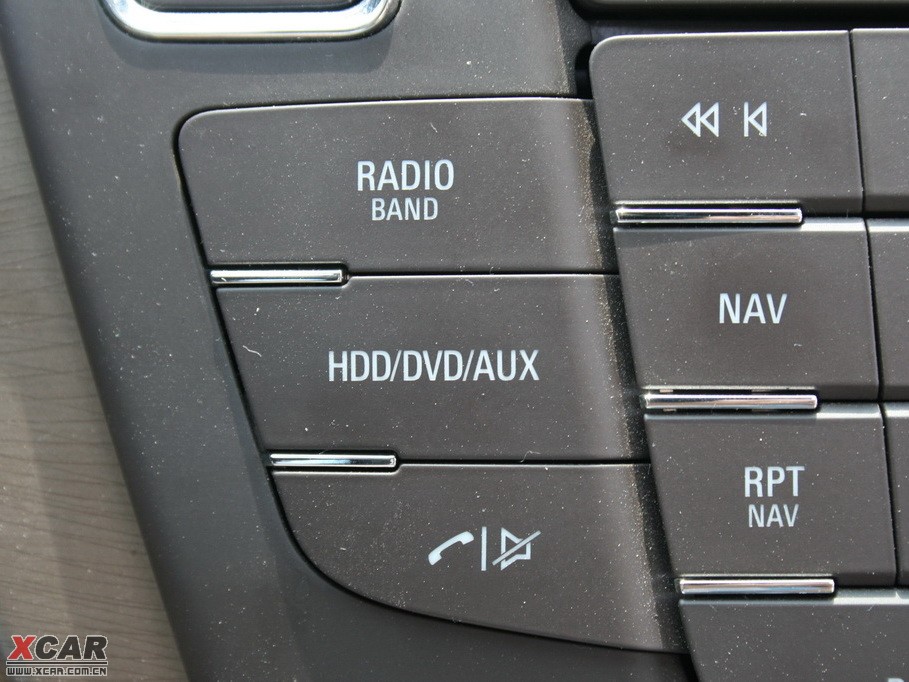 RADIO
BAND
HDD/DVD/AUX
NAV
RPT
NAV
XCAR
WWW.XCAR.COM.CN